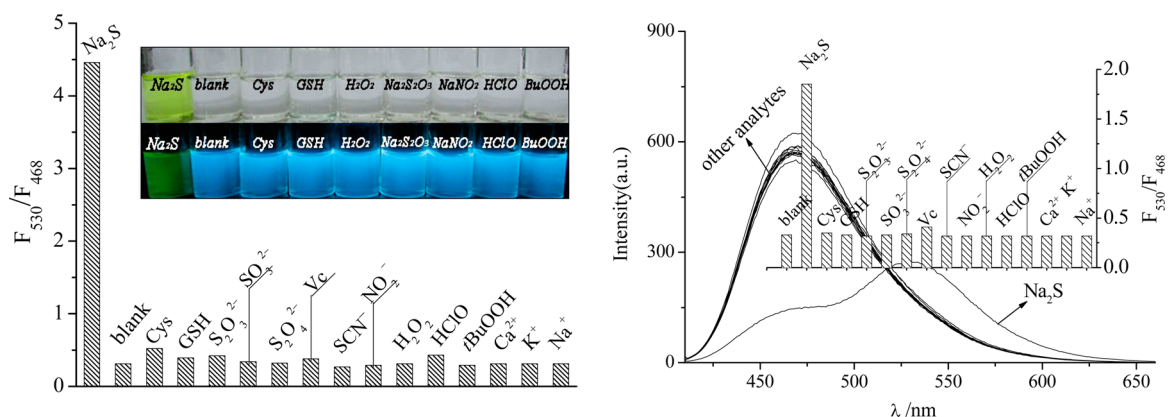 F530/F468
5
4
3
2
1
0
Na2S
blank
Cys
GSH
S2O3^2−
SO3^2−
S2O4^2−
Vc
SCN^−
NO2^−
H2O2
HClO
tBuOOH
Ca^2+
K^+
Na^+
Na2S blank Cys GSH H2O2 Na2S2O3 NaNO2 HClO BuOOH
Na2S blank Cys GSH H2O2 Na2S2O3 NaNO2 HClO BuOOH
Intensity(a.u.)
900
600
300
0
450 500 550 600 650
λ /nm
other analytes
Na2S
Na2S
blank
Cys
GSH
S2O3^2−
SO3^2−
S2O4^2−
Vc
SCN^−
NO2^−
H2O2
HClO
tBuOOH
Ca^2+
K^+
Na^+
2.0
1.5
1.0
0.5
0.0
F530/F468